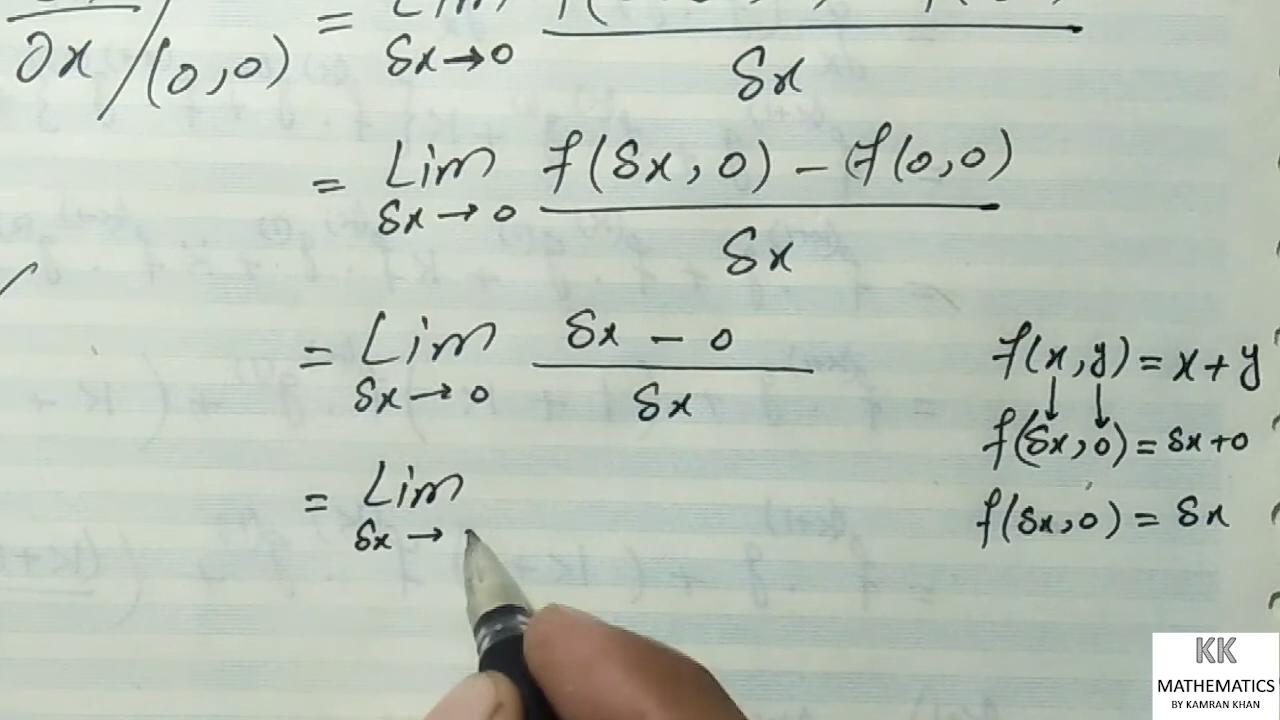 ∂x/(0,0) = Lim
δx→0 δx
= Lim f(δx,0) - f(0,0)
δx→0 δx
= Lim δx - 0
δx→0 δx
= Lim
δx→
f(x,y) = x+y
f(δx,0) = δx+0
f(δx,0) = δx
KK
MATHEMATICS
BY KAMRAN KHAN